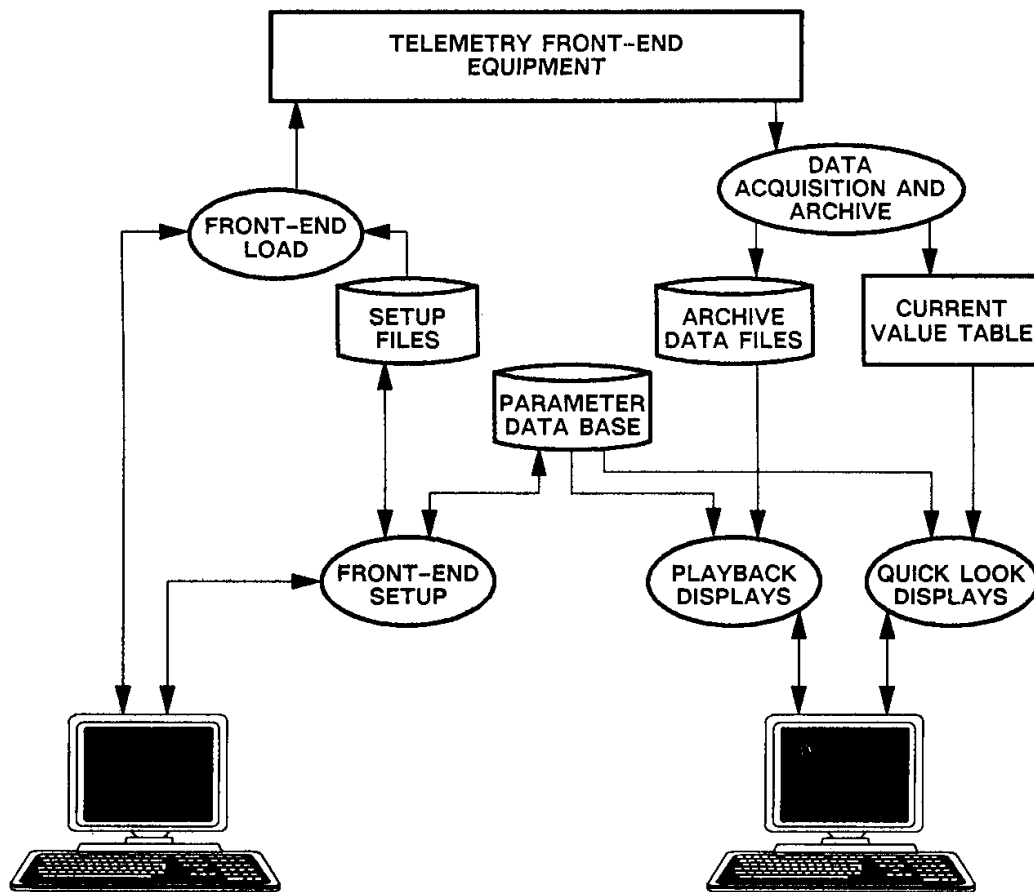 TELEMETRY FRONT-END
EQUIPMENT
DATA
ACQUISITION AND
ARCHIVE
FRONT-END
LOAD
SETUP
FILES
ARCHIVE
DATA FILES
CURRENT
VALUE TABLE
PARAMETER
DATA BASE
FRONT-END
SETUP
PLAYBACK
DISPLAYS
QUICK LOOK
DISPLAYS